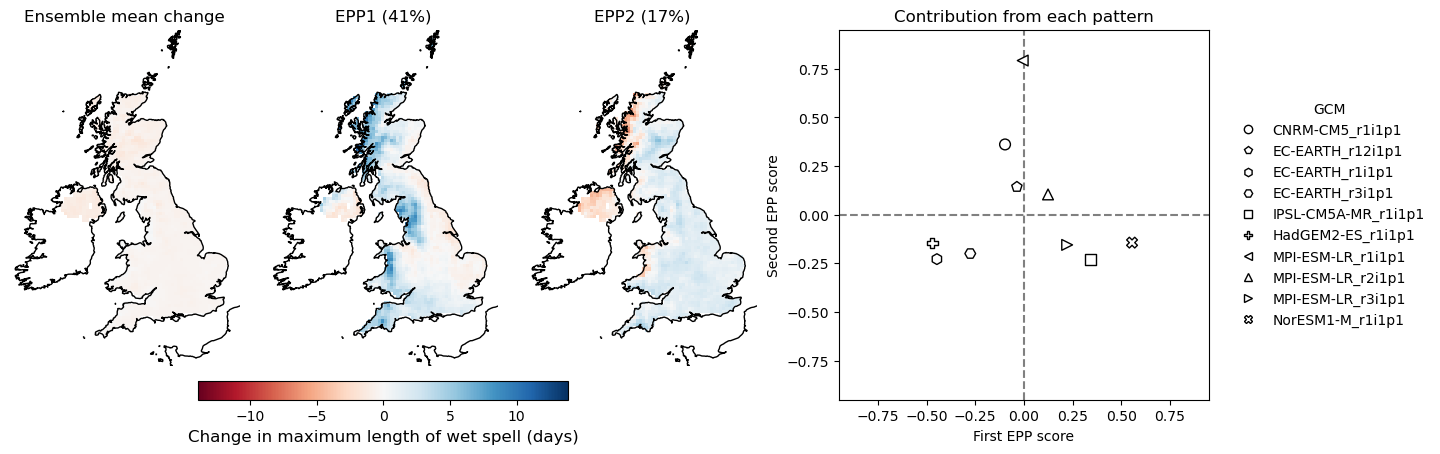 Ensemble mean change
EPP1 (41%)
EPP2 (17%)
−10 −5 0 5 10
Change in maximum length of wet spell (days)
Contribution from each pattern
Second EPP score
0.75
0.50
0.25
0.00
−0.25
−0.50
−0.75
−0.75 −0.50 −0.25 0.00 0.25 0.50 0.75
First EPP score
GCM
CNRM-CM5_r1i1p1
EC-EARTH_r12i1p1
EC-EARTH_r1i1p1
EC-EARTH_r3i1p1
IPSL-CM5A-MR_r1i1p1
HadGEM2-ES_r1i1p1
MPI-ESM-LR_r1i1p1
MPI-ESM-LR_r2i1p1
MPI-ESM-LR_r3i1p1
NorESM1-M_r1i1p1